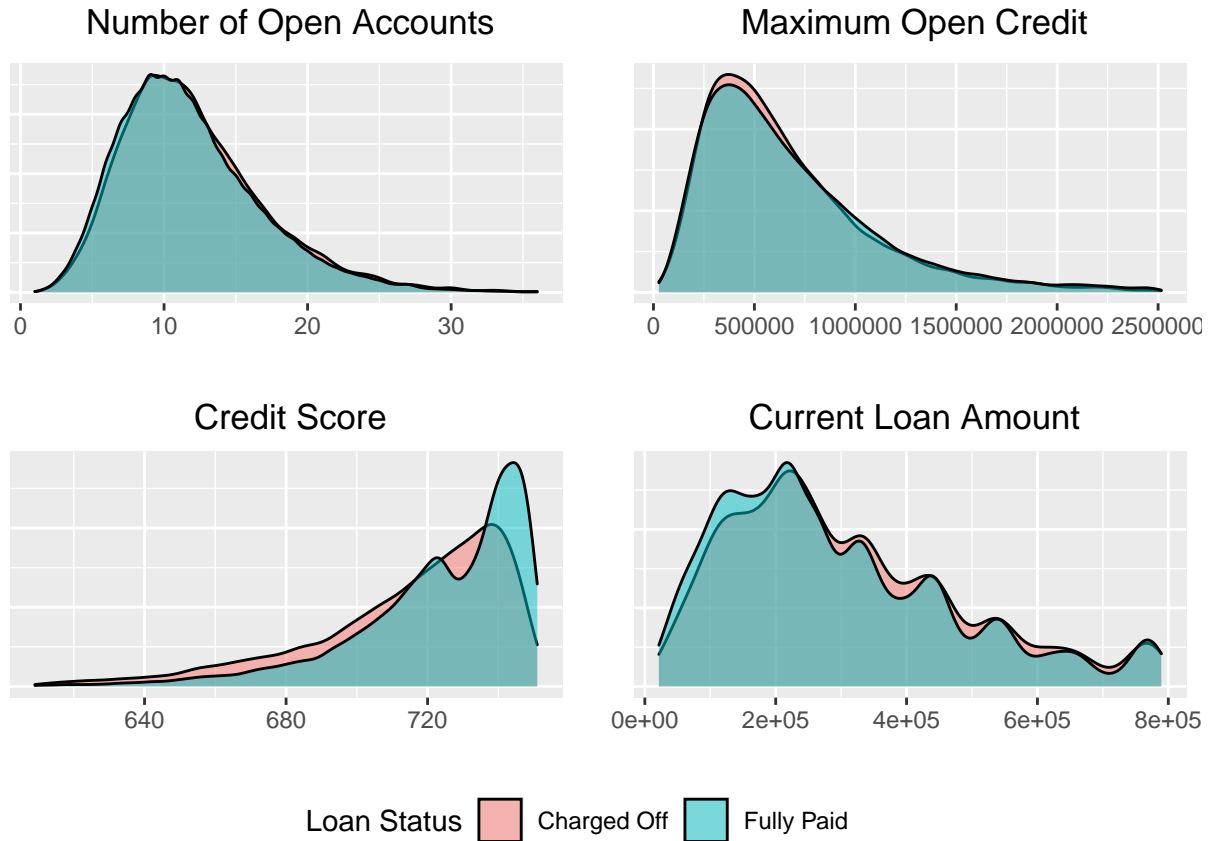 Number of Open Accounts
Maximum Open Credit
0 10 20 30
0 500000 1000000 1500000 2000000 2500000
Credit Score
Current Loan Amount
640 680 720
0e+00 2e+05 4e+05 6e+05 8e+05
Loan Status Charged Off Fully Paid